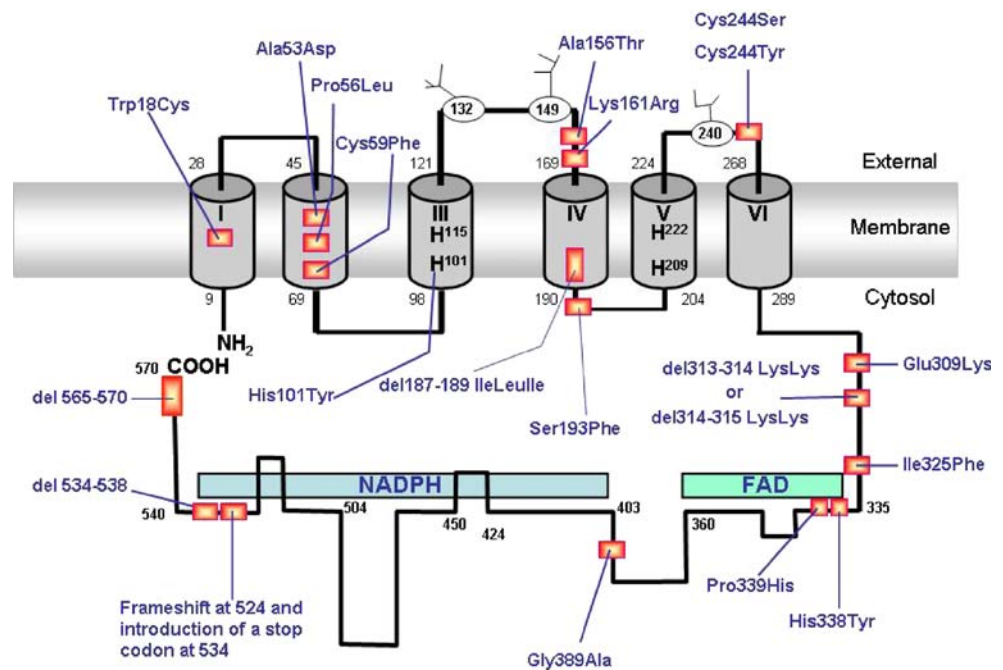 Cys244Ser
Cys244Tyr
Ala53Asp
Ala156Thr
Pro56Leu
Lys161Arg
Trp18Cys
Cys59Phe
132
149
240
28
45
121
169
224
268
External
I
III
IV
V
VI
H115
H222
Membrane
H101
H209
9
69
98
190
204
289
Cytosol
NH2
570 COOH
del 565-570
His101Tyr
del187-189 IleLeuIle
Ser193Phe
del313-314 LysLys
or
del314-315 LysLys
Glu309Lys
Ile325Phe
del 534-538
NADPH
FAD
540
504
450
424
403
360
335
Frameshift at 524 and
introduction of a stop
codon at 534
Gly389Ala
Pro339His
His338Tyr